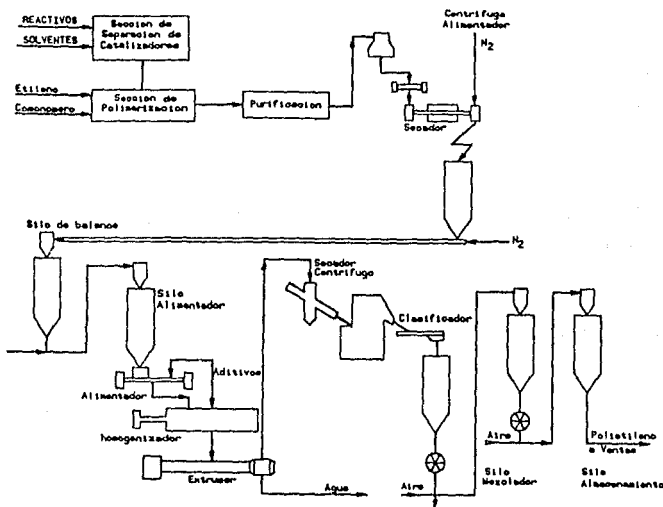 REACTIVOS
SOLVENTES
Seccion de
Separacion de
Catalizadores
Etileno
Comonomero
Seccion de
Polimerizacion
Purificacion
Centrifuga
Alimentador
N2
Secador
Silo de balance
N2
Silo
Alimentador
Aditivos
Alimentador
homogenizador
Extrusor
Secador
Centrifugo
Clasificador
Agua
Aire
Aire
Silo
Mezclador
Polietileno
a Ventas
Silo
Almacenamiento